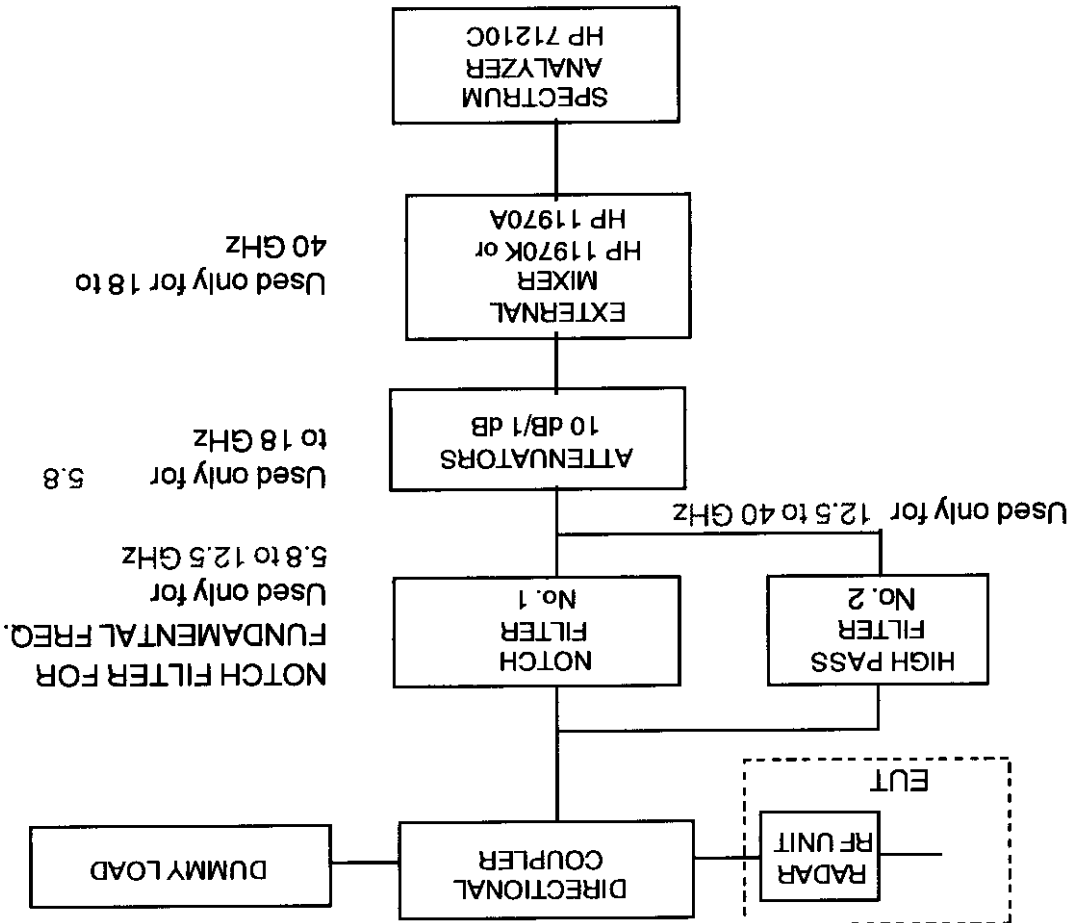 EUT
RADAR
RF UNIT
DIRECTIONAL
COUPLER
DUMMY LOAD
HIGH PASS
FILTER
No. 2
NOTCH
FILTER
No. 1
NOTCH FILTER FOR
FUNDAMENTAL FREQ.
Used only for
5.8 to 12.5 GHz
Used only for 12.5 to 40 GHz
ATTENUATORS
10 dB/1 dB
Used only for 5.8
to 18 GHz
EXTERNAL
MIXER
HP 11970K or
HP 11970A
Used only for 18 to
40 GHz
SPECTRUM
ANALYZER
HP 71210C